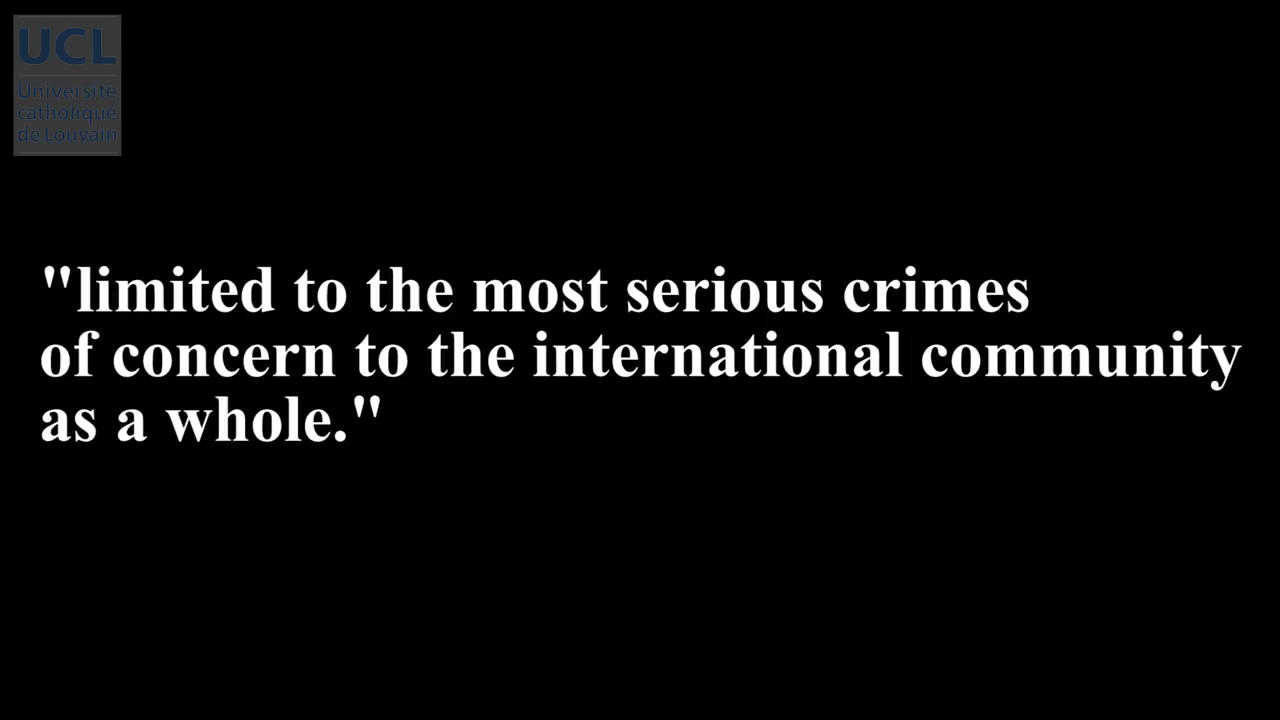 UCL
Université
catholique
de Louvain
"limited to the most serious crimes
of concern to the international community
as a whole."